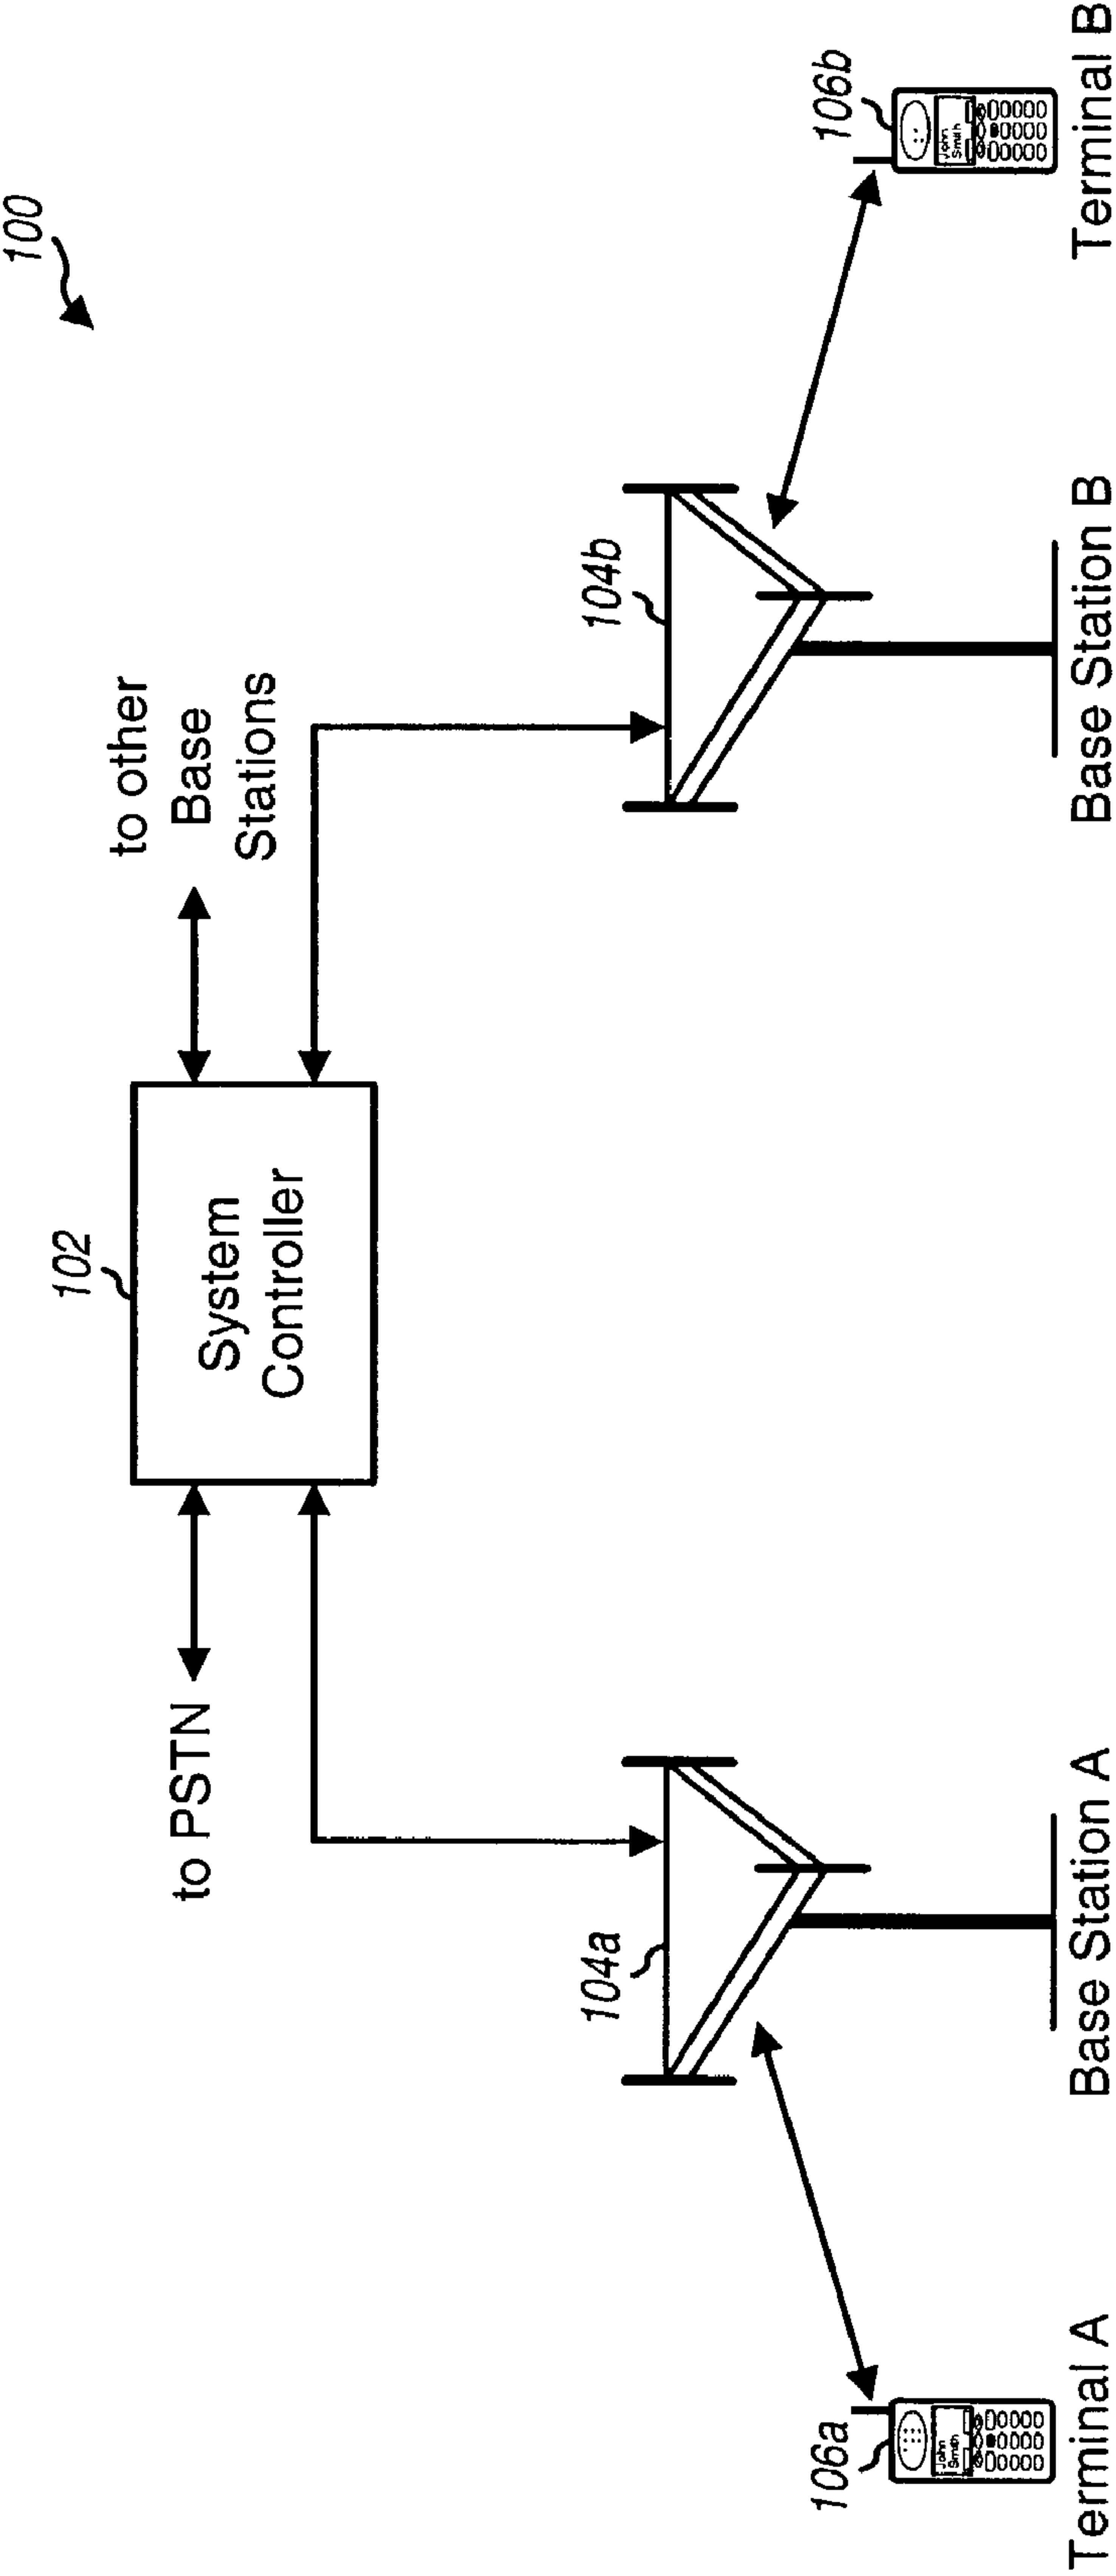 100
102
to other
Base
Stations
to PSTN
System
Controller
104a
104b
106a
106b
John
Smith
John
Smith
Terminal A
Base Station A
Base Station B
Terminal B